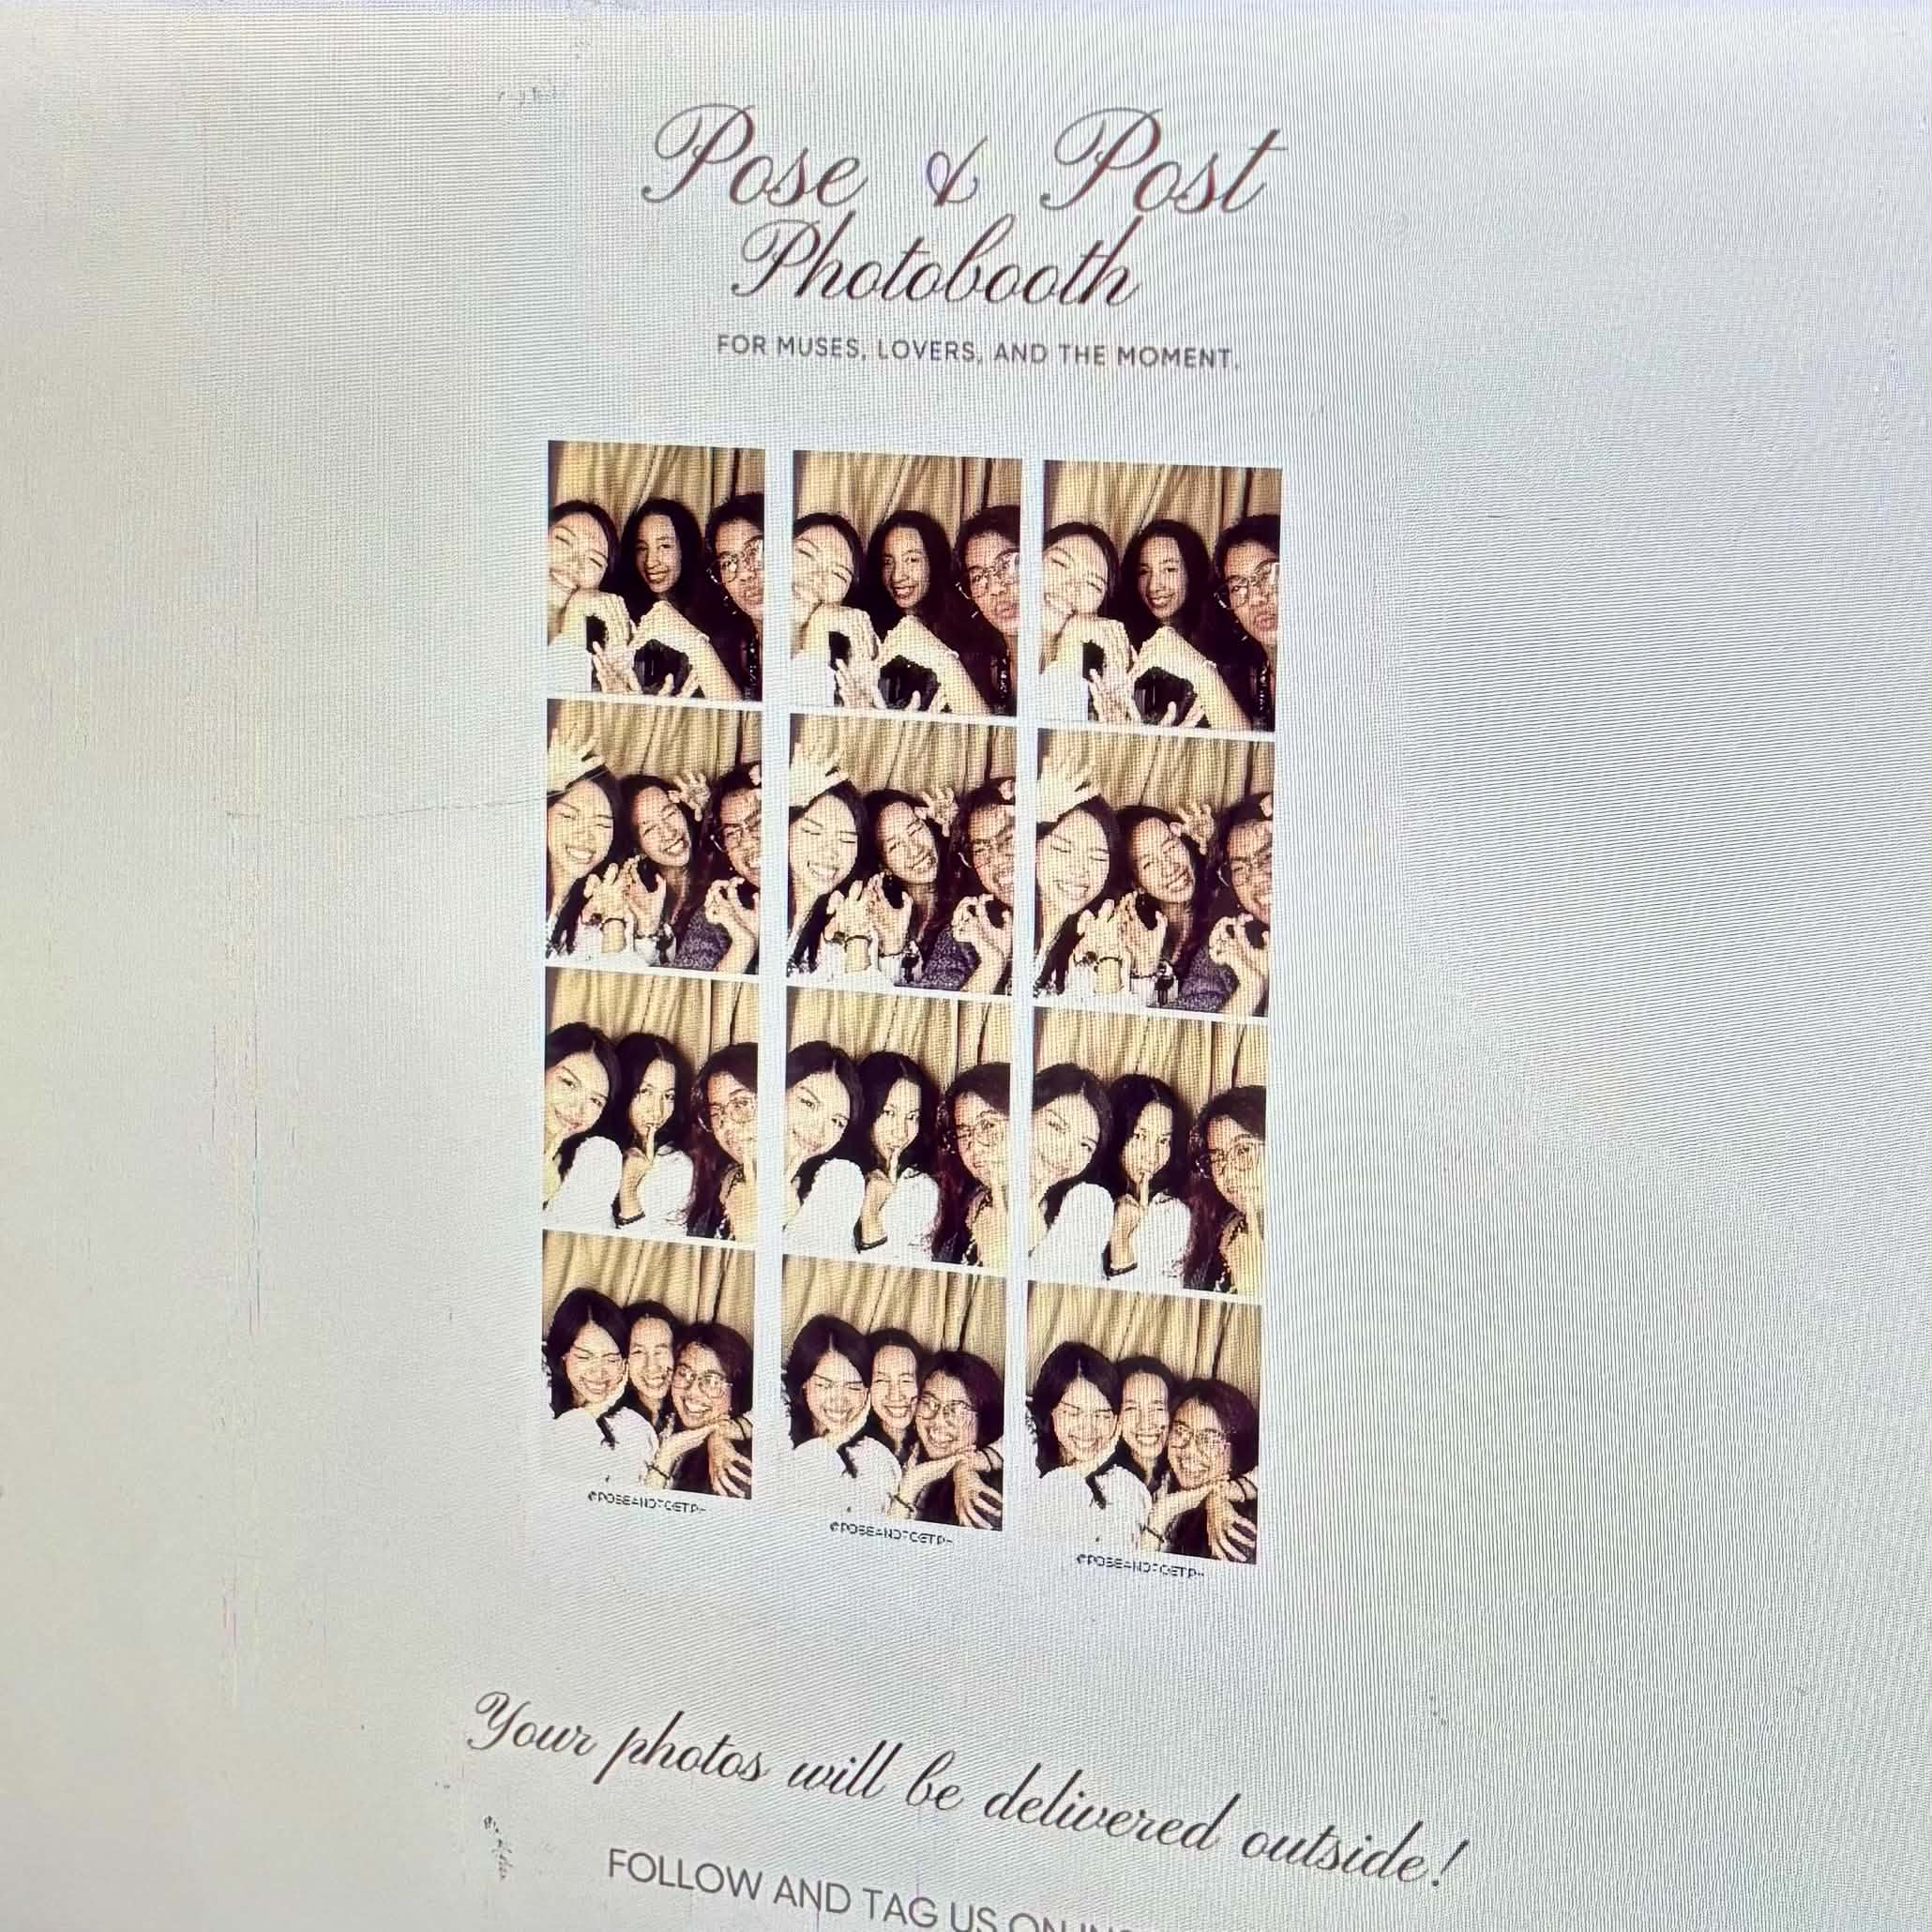 Pose & Post
Photobooth
FOR MUSES, LOVERS, AND THE MOMENT.
Your photos will be delivered outside!
FOLLOW AND TAG US ON